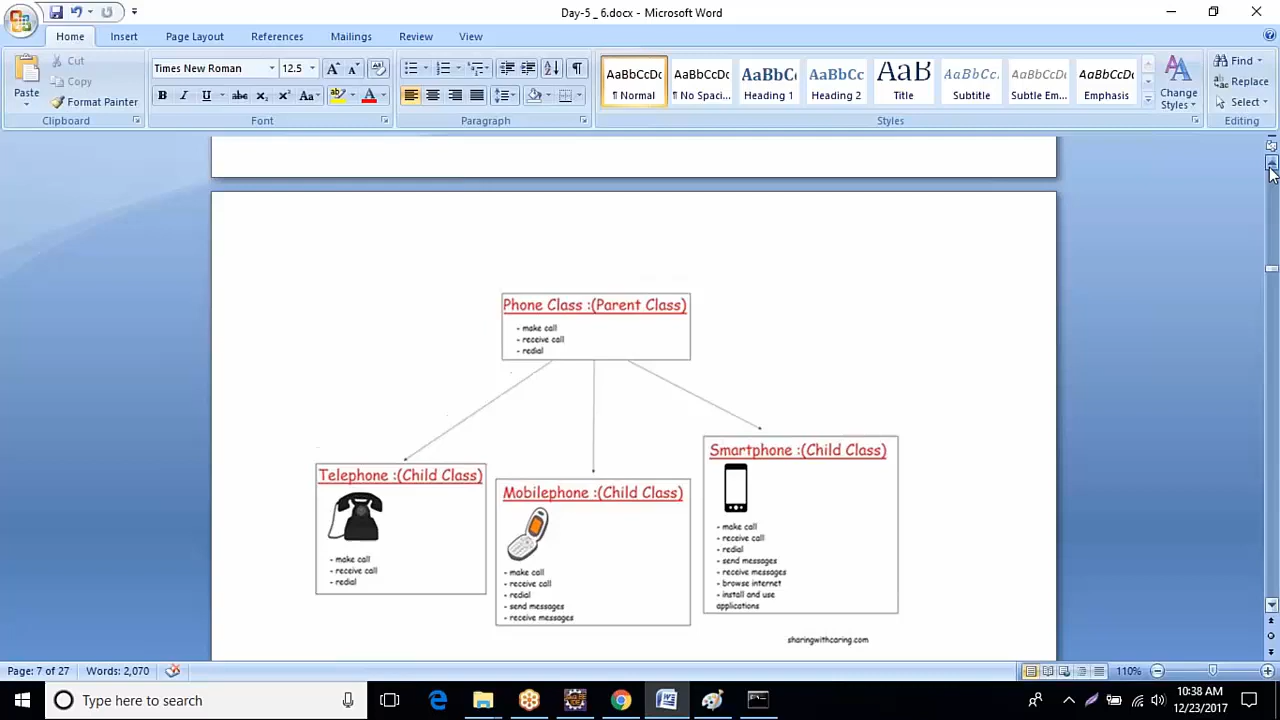 Day-5 _ 6.docx - Microsoft Word
Home Insert Page Layout References Mailings Review View
Paste
Cut
Copy
Format Painter
Clipboard
Times New Roman 12.5
B I U abc x₂ x² Aa A
Font
Paragraph
AaBbCcDc AaBbCcDc AaBbC AaBbCc AaB AaBbCc. AaBbCcDc AaBbCcDc
¶ Normal ¶ No Spaci... Heading 1 Heading 2 Title Subtitle Subtle Em... Emphasis
Change
Styles
Styles
Find
Replace
Select
Editing
Phone Class :(Parent Class)
- make call
- receive call
- redial
Telephone :(Child Class)
- make call
- receive call
- redial
Mobilephone :(Child Class)
- make call
- receive call
- redial
- send messages
- receive messages
Smartphone :(Child Class)
- make call
- receive call
- redial
- send messages
- receive messages
- browse internet
- install and use
applications
sharingwithcaring.com
Page: 7 of 27 Words: 2,070 110%
Type here to search
10:38 AM
12/23/2017